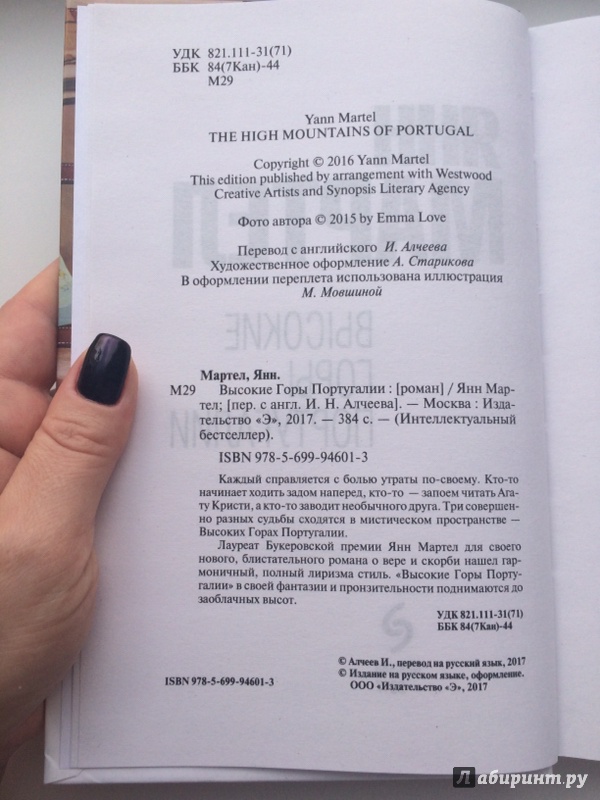 УДК 821.111-31(71)
ББК 84(7Кан)-44
М29
Yann Martel
THE HIGH MOUNTAINS OF PORTUGAL
Copyright © 2016 Yann Martel
This edition published by arrangement with Westwood
Creative Artists and Synopsis Literary Agency
Фото автора © 2015 by Emma Love
Перевод с английского И. Алчеева
Художественное оформление А. Старикова
В оформлении переплета использована иллюстрация
М. Мовшиной
Мартел, Янн.
М29 Высокие Горы Португалии : [роман] / Янн Мар-
тел; [пер. с англ. И. Н. Алчеева]. — Москва : Изда-
тельство «Э», 2017. — 384 с. — (Интеллектуальный
бестселлер).
ISBN 978-5-699-94601-3
Каждый справляется с болью утраты по-своему. Кто-то
начинает ходить задом наперед, кто-то — запоем читать Ага-
ту Кристи, а кто-то заводит необычного друга. Три совершен-
но разных судьбы сходятся в мистическом пространстве —
Высоких Горах Португалии.
Лауреат Букеровской премии Янн Мартел для своего
нового, блистательного романа о вере и скорби нашел гар-
моничный, полный лиризма стиль. «Высокие Горы Порту-
галии» в своей фантазии и пронзительности поднимаются до
заоблачных высот.
УДК 821.111-31(71)
ББК 84(7Кан)-44
© Алчеев И., перевод на русский язык, 2017
© Издание на русском языке, оформление.
ISBN 978-5-699-94601-3 ООО «Издательство «Э», 2017
ЯНН
МАРТЕЛ
ВЫСОКИЕ
ГОРЫ
ПОРТУГАЛИИ
Лабиринт.ру